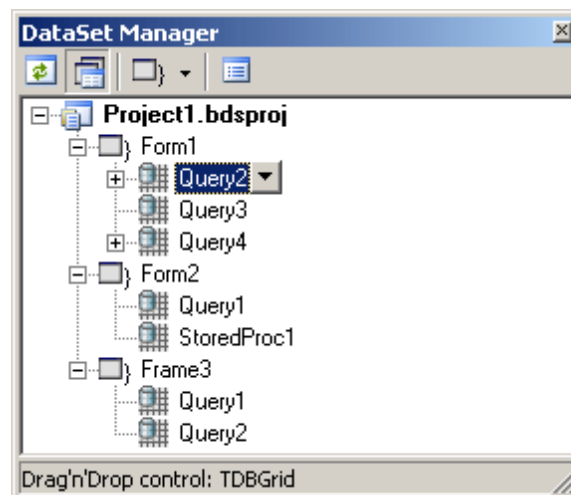 DataSet Manager
Project1.bdsproj
Form1
Query2
Query3
Query4
Form2
Query1
StoredProc1
Frame3
Query1
Query2
Drag'n'Drop control: TDBGrid